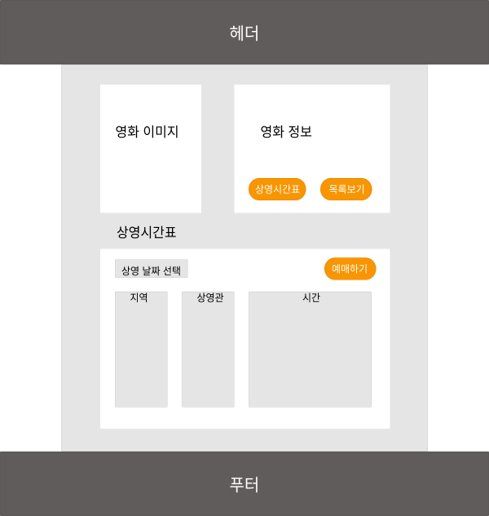 헤더
영화 이미지
영화 정보
상영시간표
목록보기
상영시간표
상영 날짜 선택
예매하기
지역
상영관
시간
푸터